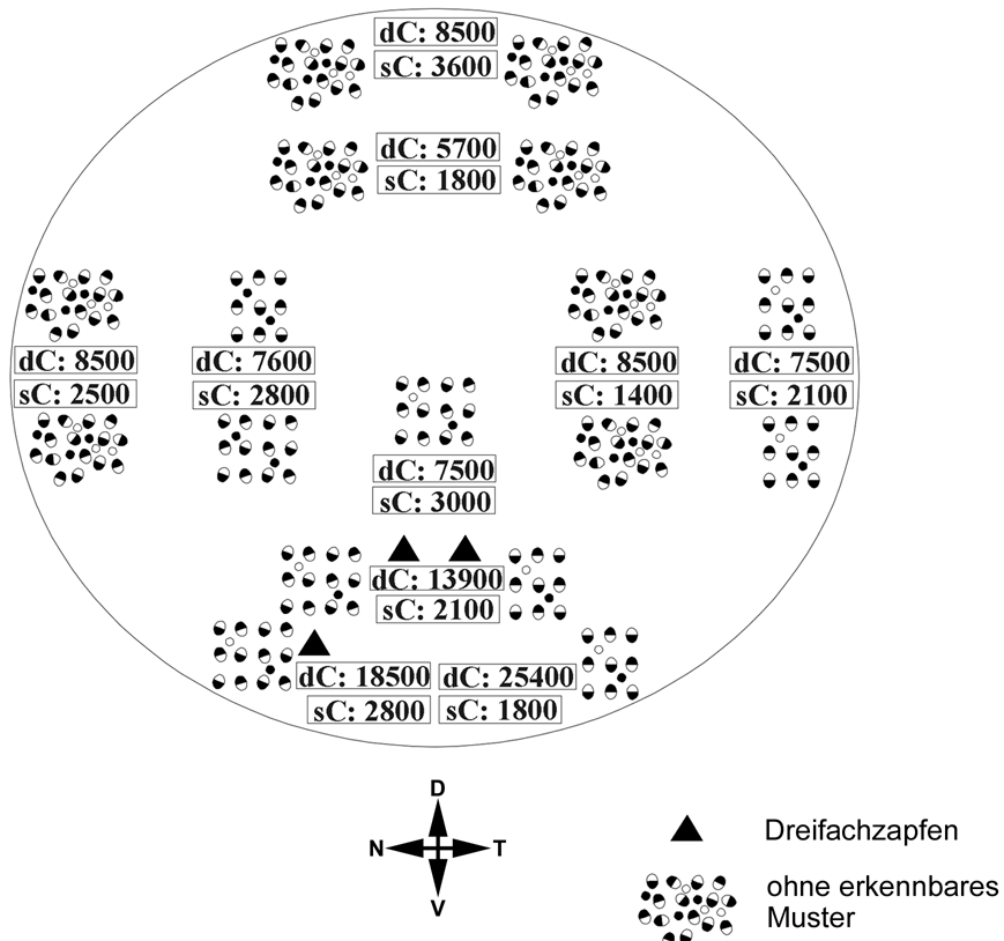 dC: 8500
sC: 3600
dC: 5700
sC: 1800
dC: 8500
sC: 2500
dC: 7600
sC: 2800
dC: 8500
sC: 1400
dC: 7500
sC: 2100
dC: 7500
sC: 3000
dC: 13900
sC: 2100
dC: 18500
sC: 2800
dC: 25400
sC: 1800
D
N T
V
Dreifachzapfen
ohne erkennbares
Muster